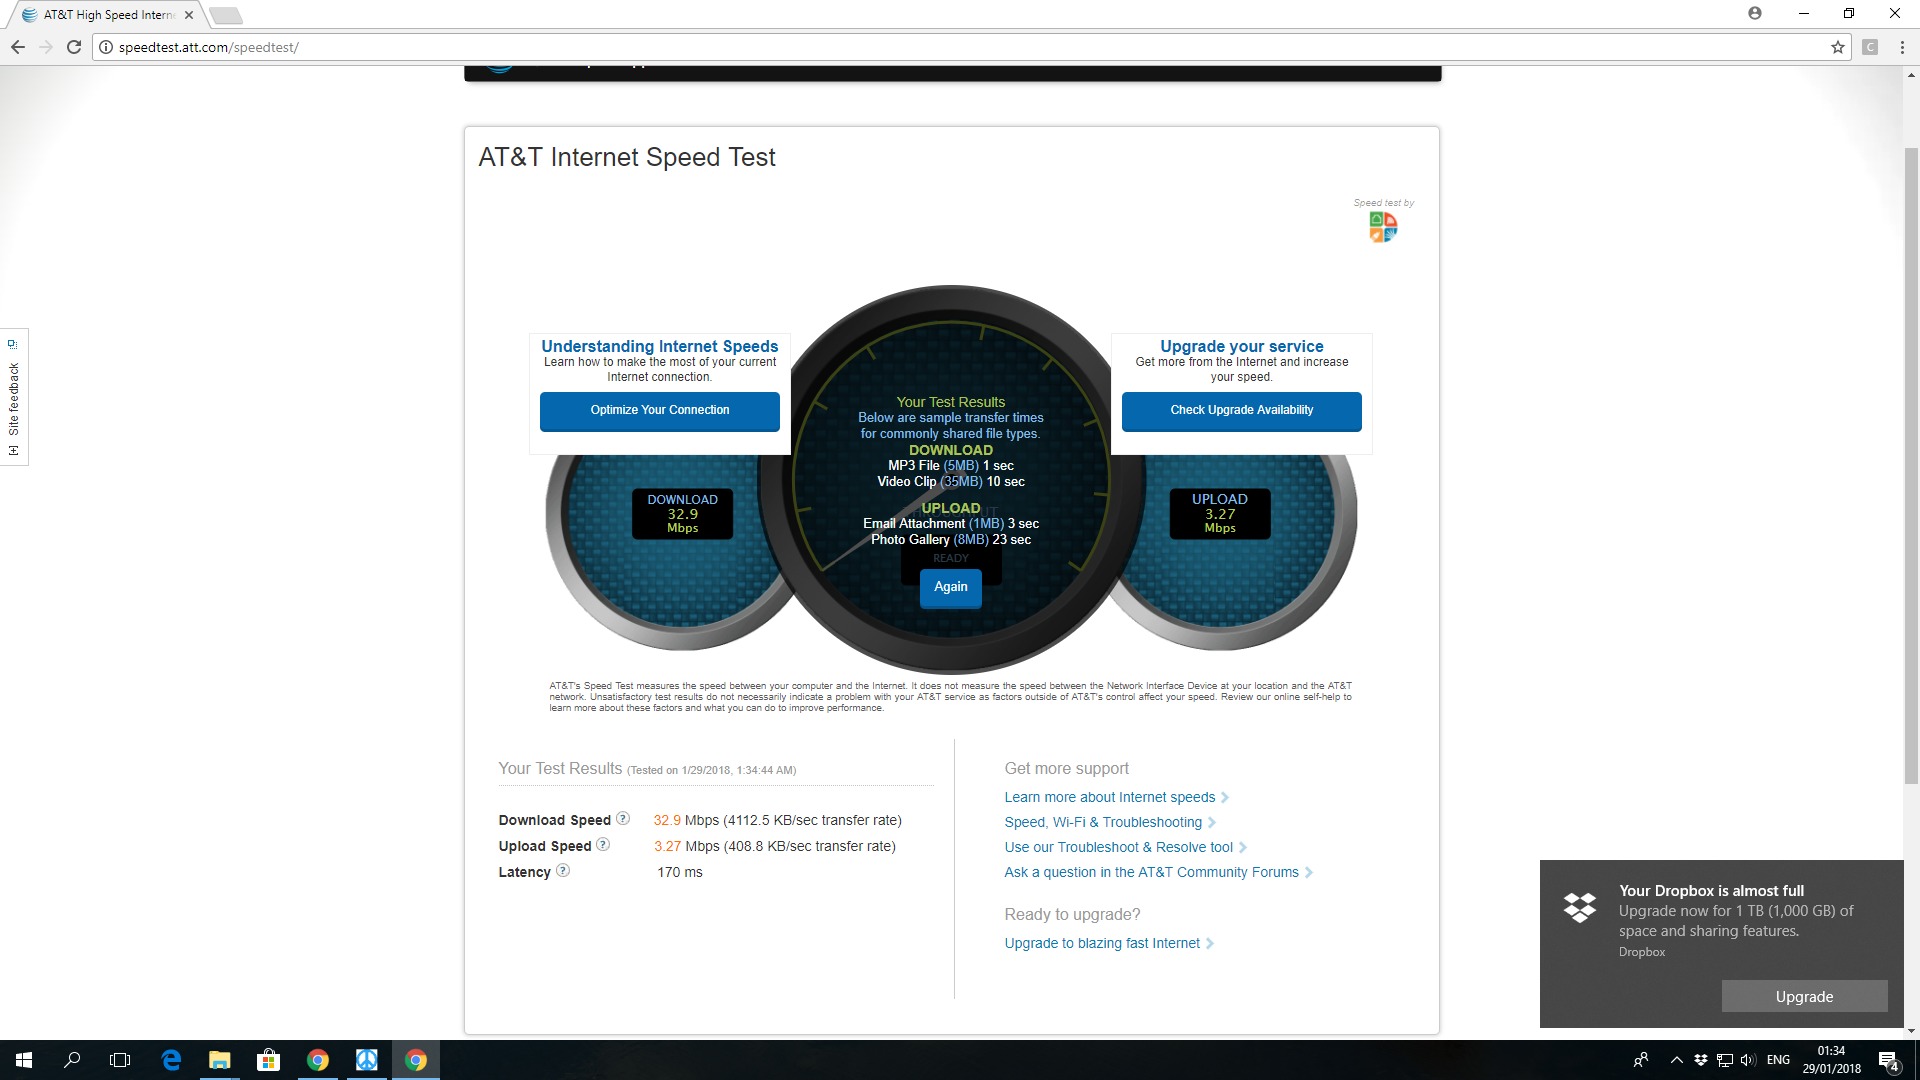 AT&T High Speed Intern
speedtest.att.com/speedtest/
AT&T Internet Speed Test
Speed test by
Site feedback
Understanding Internet Speeds
Learn how to make the most of your current
Internet connection.
Optimize Your Connection
Upgrade your service
Get more from the Internet and increase
your speed.
Check Upgrade Availability
Your Test Results
Below are sample transfer times
for commonly shared file types.
DOWNLOAD
MP3 File (5MB) 1 sec
Video Clip (35MB) 10 sec
UPLOAD
Email Attachment (1MB) 3 sec
Photo Gallery (8MB) 23 sec
READY
Again
DOWNLOAD
32.9
Mbps
UPLOAD
3.27
Mbps
AT&T's Speed Test measures the speed between your computer and the Internet. It does not measure the speed between the Network Interface Device at your location and the AT&T
network. Unsatisfactory test results do not necessarily indicate a problem with your AT&T service as factors outside of AT&T's control affect your speed. Review our online self-help to
learn more about these factors and what you can do to improve performance.
Your Test Results (Tested on 1/29/2018, 1:34:44 AM)
Download Speed ? 32.9 Mbps (4112.5 KB/sec transfer rate)
Upload Speed ? 3.27 Mbps (408.8 KB/sec transfer rate)
Latency ? 170 ms
Get more support
Learn more about Internet speeds
Speed, Wi-Fi & Troubleshooting
Use our Troubleshoot & Resolve tool
Ask a question in the AT&T Community Forums
Ready to upgrade?
Upgrade to blazing fast Internet
Your Dropbox is almost full
Upgrade now for 1 TB (1,000 GB) of
space and sharing features.
Dropbox
Upgrade
ENG
01:34
29/01/2018
4